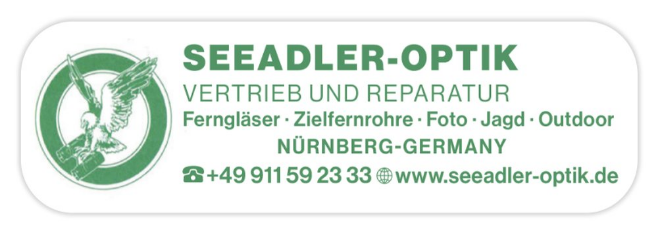 SEEADLER-OPTIK
VERTRIEB UND REPARATUR
Ferngläser · Zielfernrohre · Foto · Jagd · Outdoor
NÜRNBERG-GERMANY
☎+49 911 59 23 33 🌐www.seeadler-optik.de